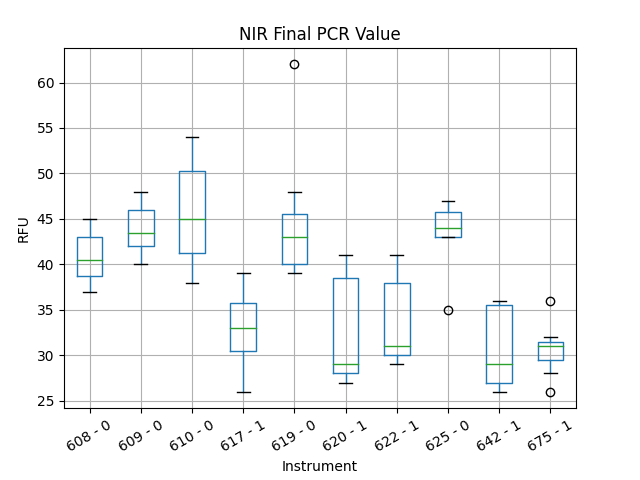 NIR Final PCR Value
RFU
60
55
50
45
40
35
30
25
608 - 0
609 - 0
610 - 0
617 - 1
619 - 0
620 - 1
622 - 1
625 - 0
642 - 1
675 - 1
Instrument